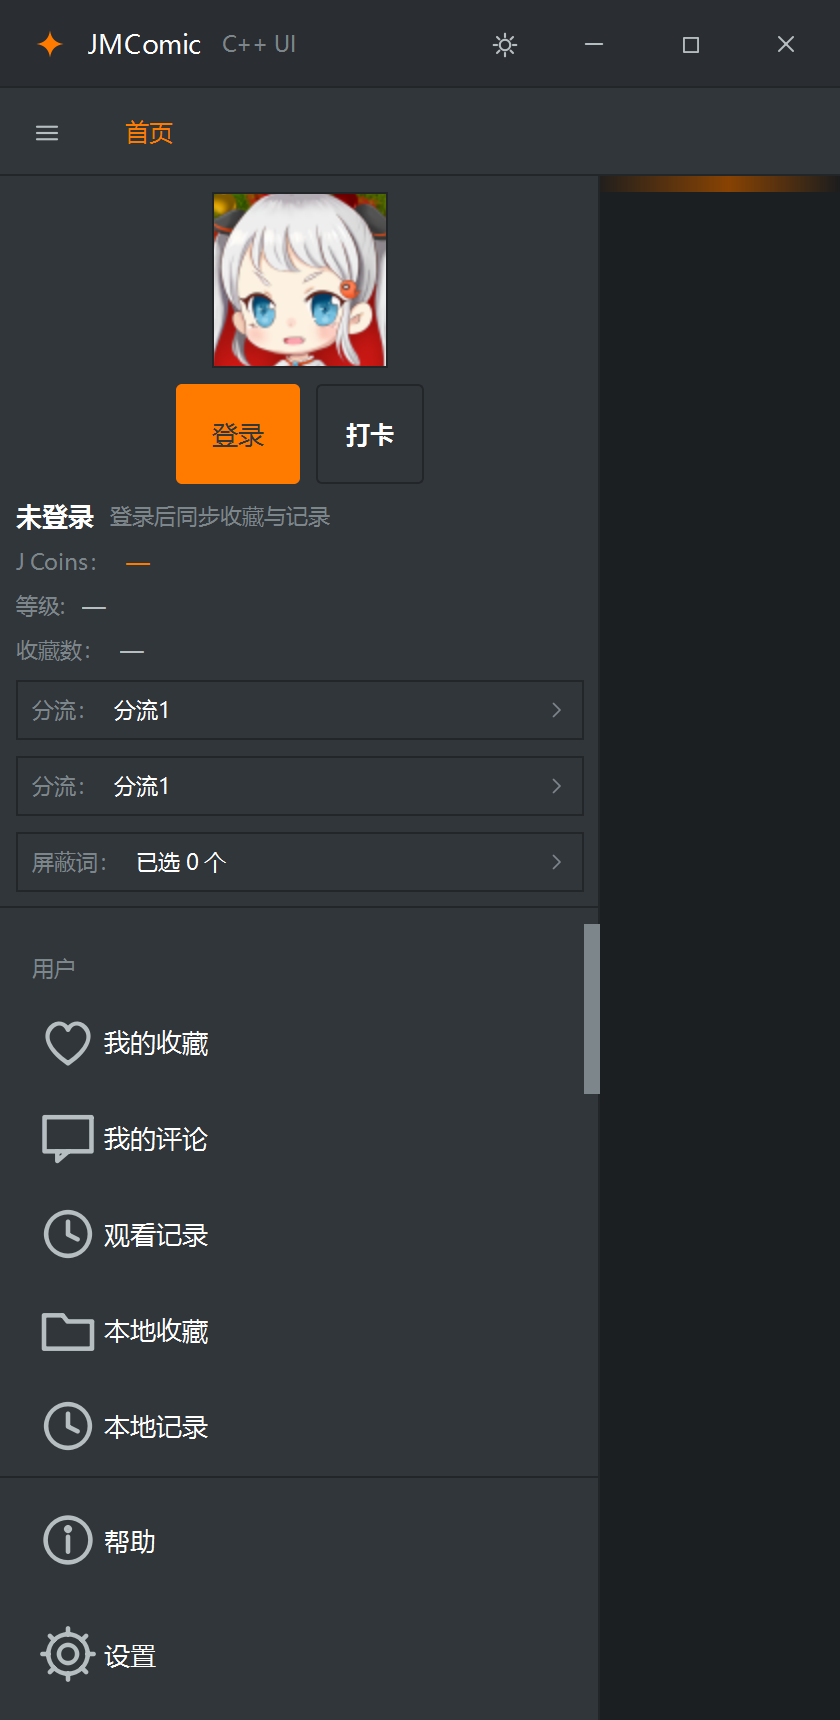 JMComic C++ UI
首页
登录 打卡
未登录 登录后同步收藏与记录
J Coins： —
等级: —
收藏数： —
分流： 分流1
分流： 分流1
屏蔽词： 已选 0 个
用户
我的收藏
我的评论
观看记录
本地收藏
本地记录
帮助
设置